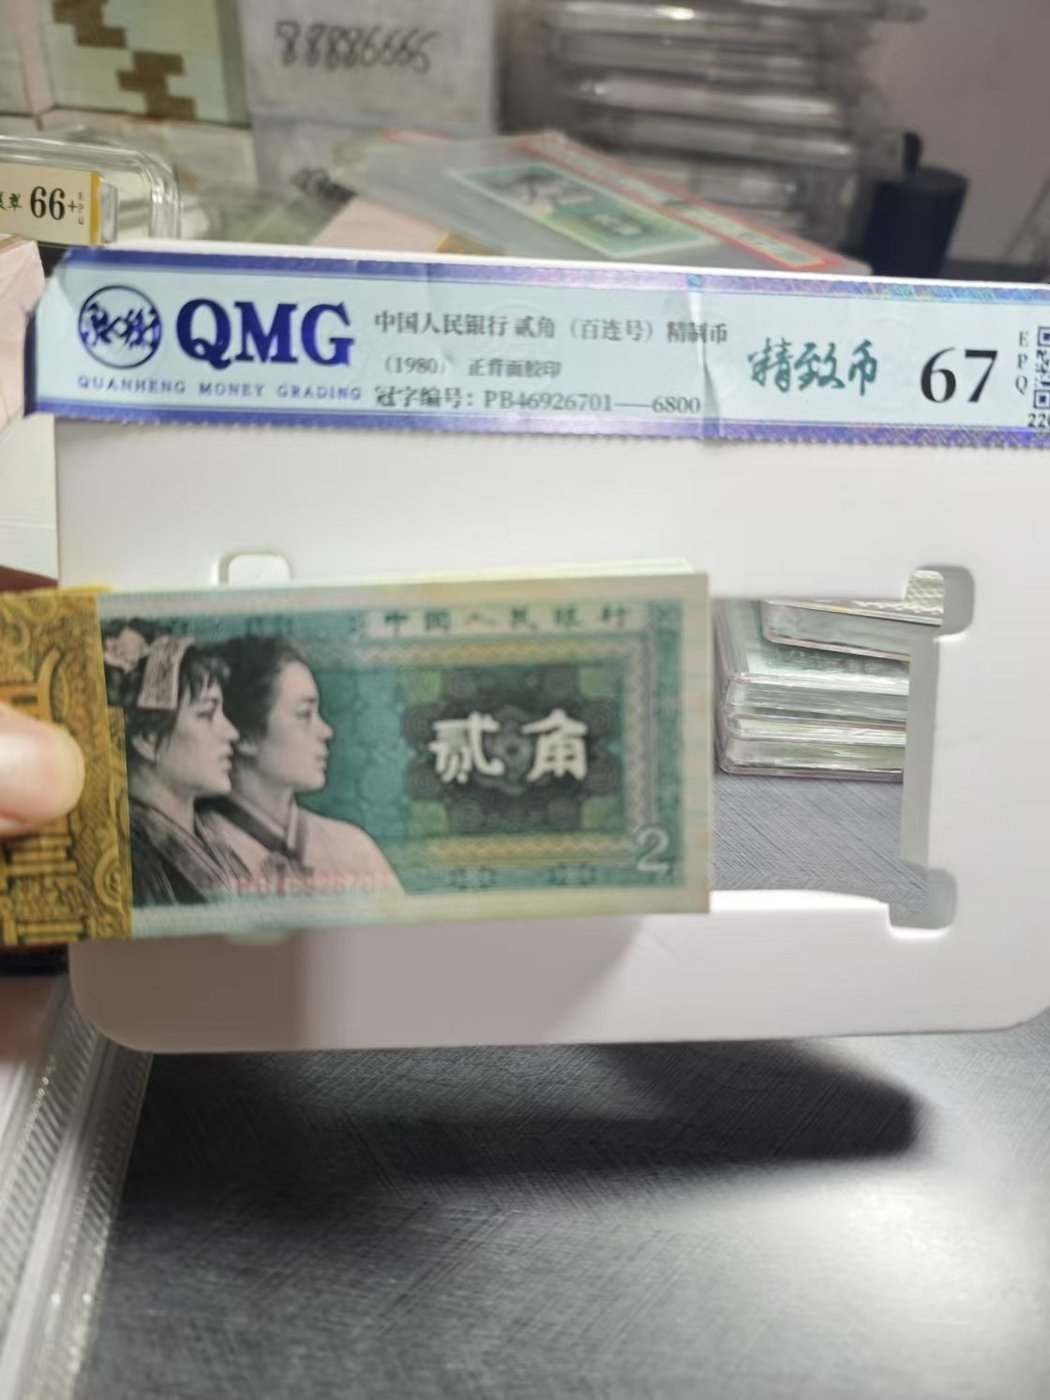 88886666
66+
E
P
Q
QMG
QUANHENG MONEY GRADING
中国人民银行 贰角 （百连号）精制币
（1980） 正背面胶印
冠字编号：PB46926701——6800
精致币
67
E
P
Q
中国人民银行
贰角
2